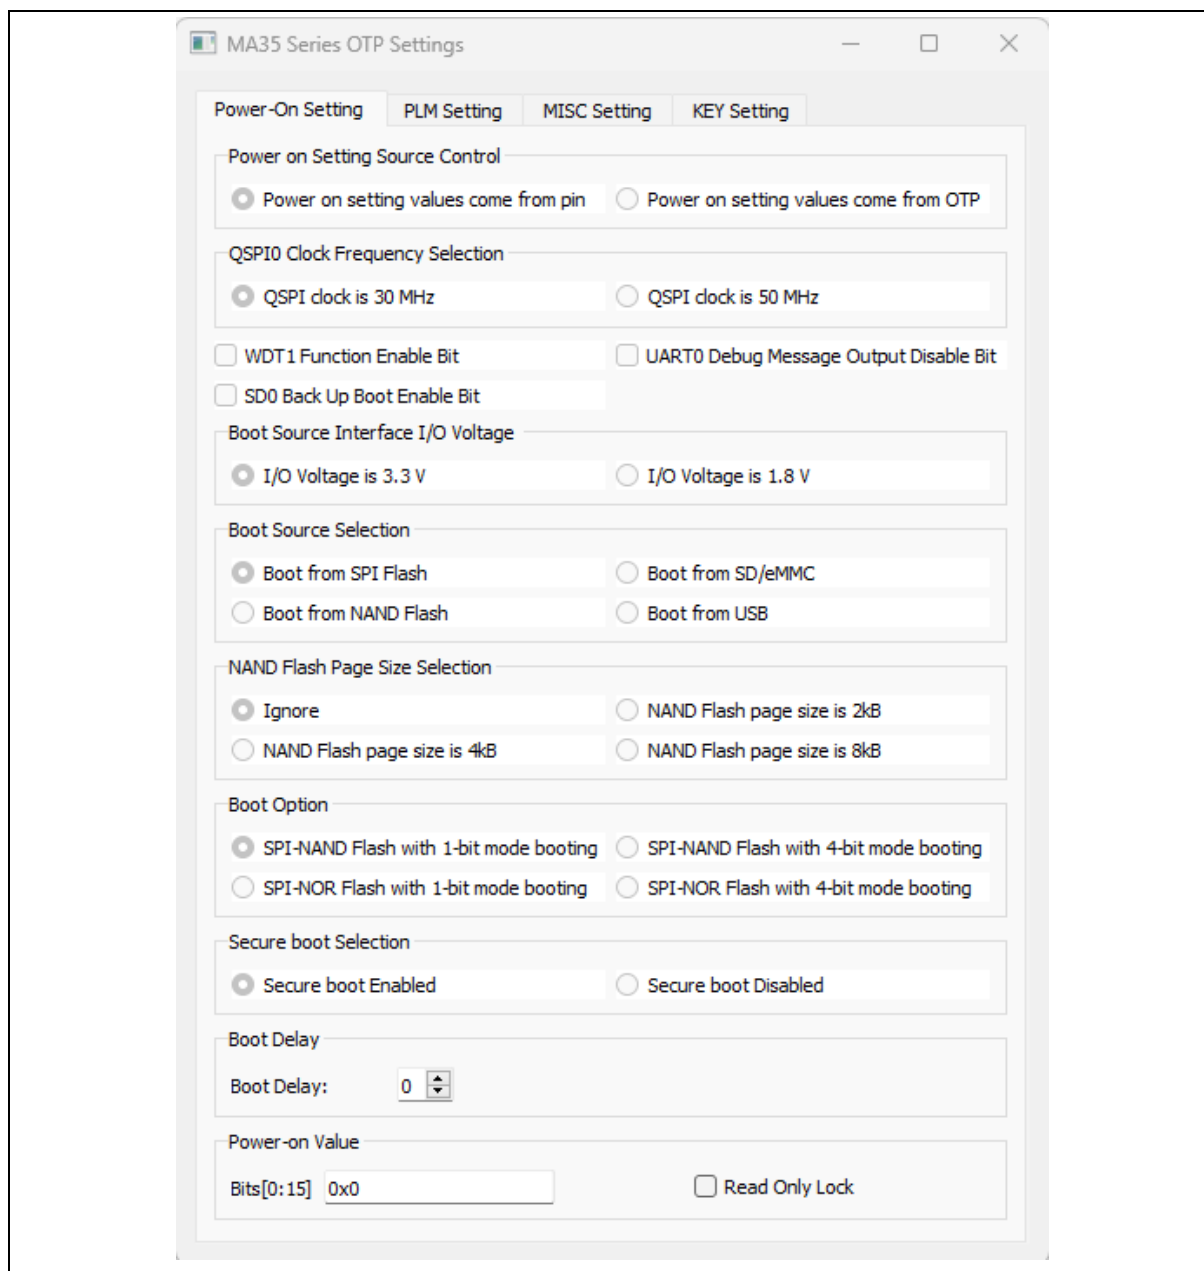 MA35 Series OTP Settings
Power-On Setting PLM Setting MISC Setting KEY Setting
Power on Setting Source Control
Power on setting values come from pin Power on setting values come from OTP
QSPI0 Clock Frequency Selection
QSPI clock is 30 MHz QSPI clock is 50 MHz
WDT1 Function Enable Bit UART0 Debug Message Output Disable Bit
SD0 Back Up Boot Enable Bit
Boot Source Interface I/O Voltage
I/O Voltage is 3.3 V I/O Voltage is 1.8 V
Boot Source Selection
Boot from SPI Flash Boot from SD/eMMC
Boot from NAND Flash Boot from USB
NAND Flash Page Size Selection
Ignore NAND Flash page size is 2kB
NAND Flash page size is 4kB NAND Flash page size is 8kB
Boot Option
SPI-NAND Flash with 1-bit mode booting SPI-NAND Flash with 4-bit mode booting
SPI-NOR Flash with 1-bit mode booting SPI-NOR Flash with 4-bit mode booting
Secure boot Selection
Secure boot Enabled Secure boot Disabled
Boot Delay
Boot Delay: 0
Power-on Value
Bits[0:15] 0x0 Read Only Lock